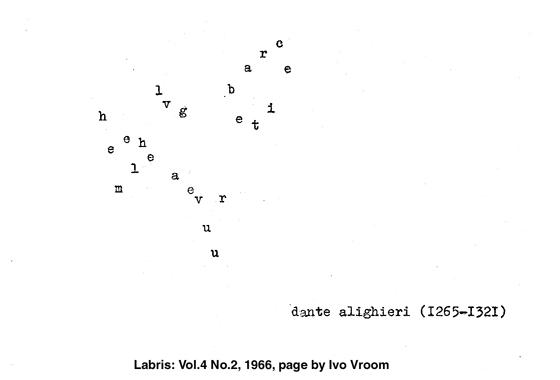 c
r
a e
l b
v g i
h e t
e e h
e
l
a
m e
v r
u
u
dante alighieri (I265-I32I)
Labris: Vol.4 No.2, 1966, page by Ivo Vroom